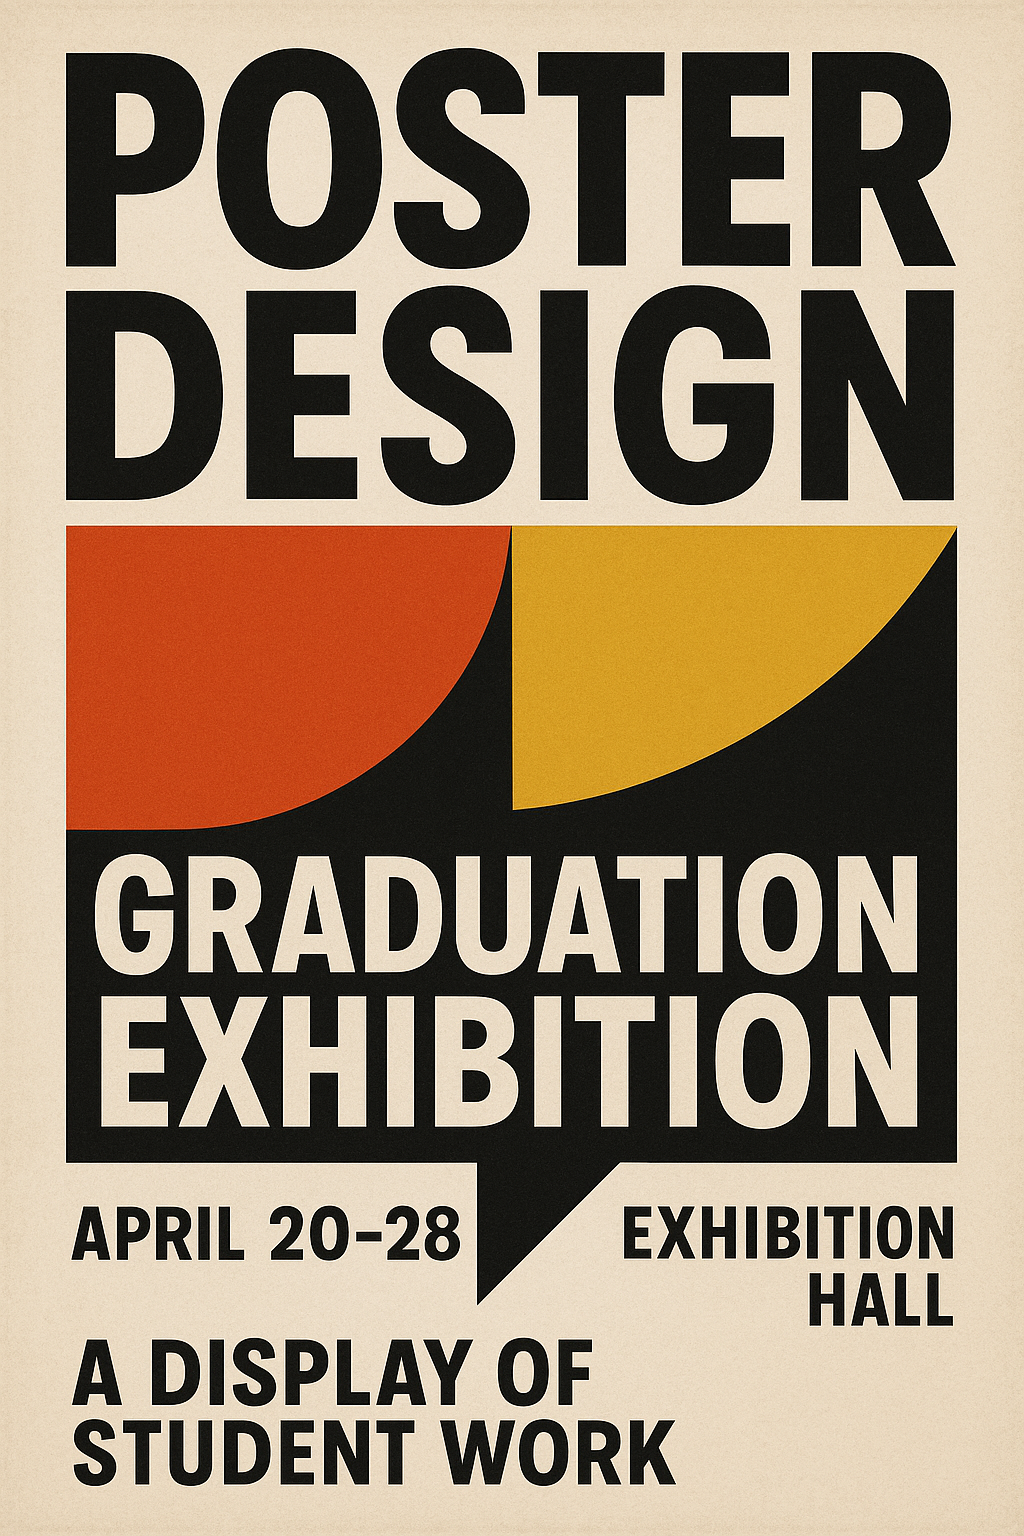 POSTER
DESIGN
GRADUATION
EXHIBITION
APRIL 20–28
EXHIBITION
HALL
A DISPLAY OF
STUDENT WORK